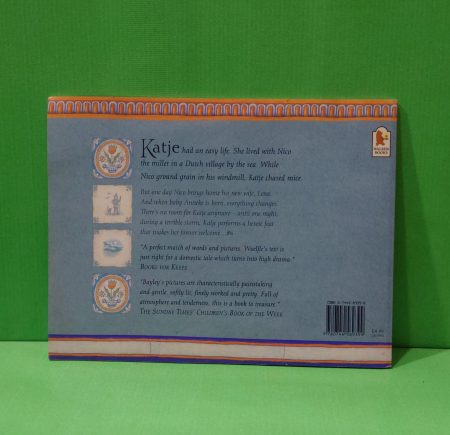 WALKER BOOKS
Katje had an easy life. She lived with Nico
the miller in a Dutch village by the sea. While
Nico ground grain in his windmill, Katje chased mice.
But one day Nico brings home his new wife, Lena.
And when baby Anneke is born, everything changes.
There's no room for Katje anymore – until one night,
during a terrible storm, Katje performs a heroic feat
that makes her forever welcome...
"A perfect match of words and pictures. Waelfle's text is
just right for a domestic tale which turns into high drama."
BOOKS FOR KEEPS
"Bayley's pictures are characteristically painstaking
and gentle, softly lit, finely worked and pretty. Full of
atmosphere and tenderness, this is a book to treasure."
THE SUNDAY TIMES' CHILDREN'S BOOK OF THE WEEK
ISBN